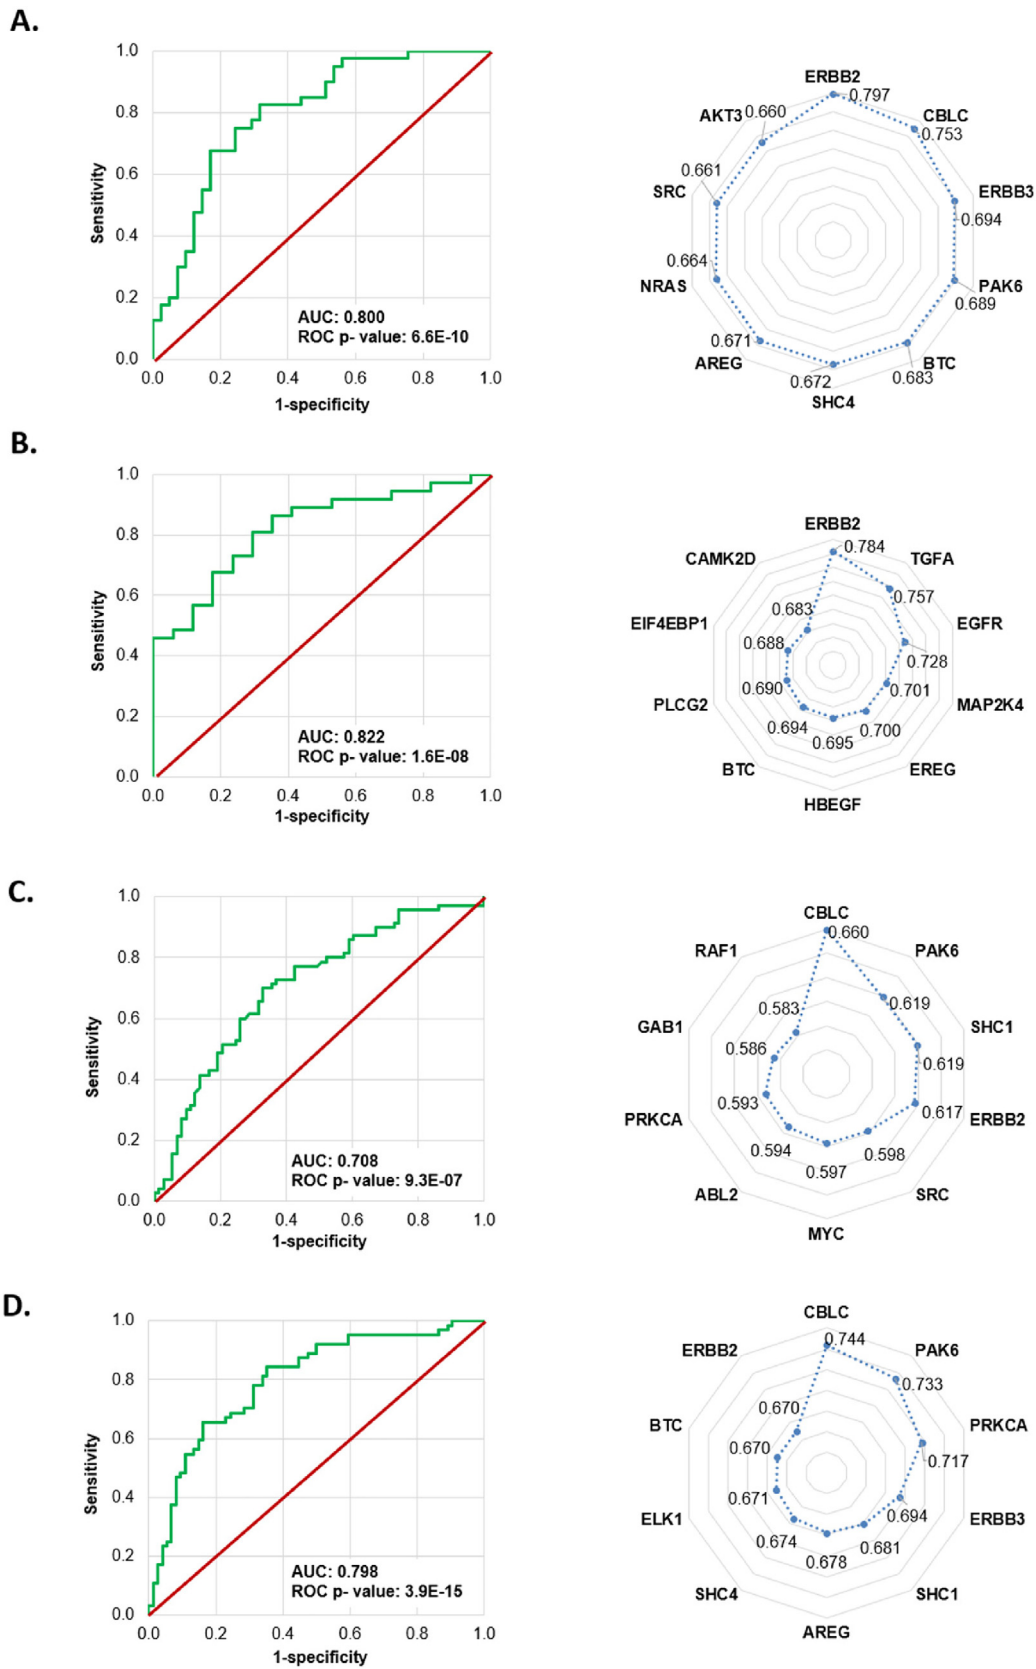 A.
1.0
0.8
0.6
0.4
0.2
0.0
Sensitivity
AUC: 0.800
ROC p- value: 6.6E-10
0.0 0.2 0.4 0.6 0.8 1.0
1-specificity
ERBB2
0.797
CBLC
0.753
ERBB3
0.694
PAK6
0.689
BTC
0.683
SHC4
0.672
AREG
0.671
NRAS
0.664
SRC
0.661
AKT3
0.660
B.
1.0
0.8
0.6
0.4
0.2
0.0
Sensitivity
AUC: 0.822
ROC p- value: 1.6E-08
0.0 0.2 0.4 0.6 0.8 1.0
1-specificity
ERBB2
0.784
TGFA
0.757
EGFR
0.728
MAP2K4
0.701
EREG
0.700
HBEGF
0.695
BTC
0.694
PLCG2
0.690
EIF4EBP1
0.688
CAMK2D
0.683
C.
1.0
0.8
0.6
0.4
0.2
0.0
Sensitivity
AUC: 0.708
ROC p- value: 9.3E-07
0.0 0.2 0.4 0.6 0.8 1.0
1-specificity
CBLC
0.660
PAK6
0.619
SHC1
0.619
ERBB2
0.617
SRC
0.598
MYC
0.597
ABL2
0.594
PRKCA
0.593
GAB1
0.586
RAF1
0.583
D.
1.0
0.8
0.6
0.4
0.2
0.0
Sensitivity
AUC: 0.798
ROC p- value: 3.9E-15
0.0 0.2 0.4 0.6 0.8 1.0
1-specificity
CBLC
0.744
PAK6
0.733
PRKCA
0.717
ERBB3
0.694
SHC1
0.681
AREG
0.678
SHC4
0.674
ELK1
0.671
BTC
0.670
ERBB2
0.670